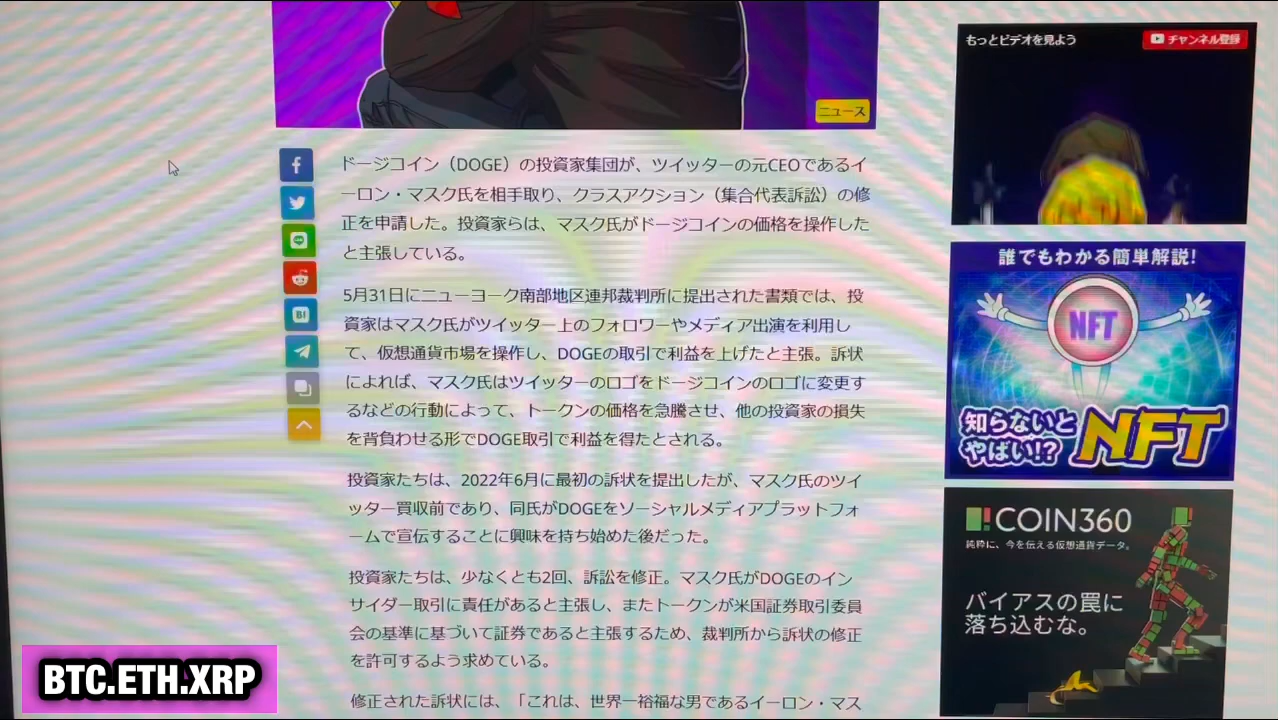 ニュース
ドージコイン（DOGE）の投資家集団が、ツイッターの元CEOであるイ
ーロン・マスク氏を相手取り、クラスアクション（集合代表訴訟）の修
正を申請した。投資家らは、マスク氏がドージコインの価格を操作した
と主張している。
5月31日にニューヨーク南部地区連邦裁判所に提出された書類では、投
資家はマスク氏がツイッター上のフォロワーやメディア出演を利用し
て、仮想通貨市場を操作し、DOGEの取引で利益を上げたと主張。訴状
によれば、マスク氏はツイッターのロゴをドージコインのロゴに変更す
るなどの行動によって、トークンの価格を急騰させ、他の投資家の損失
を背負わせる形でDOGE取引で利益を得たとされる。
投資家たちは、2022年6月に最初の訴状を提出したが、マスク氏のツイ
ッター買収前であり、同氏がDOGEをソーシャルメディアプラットフォ
ームで宣伝することに興味を持ち始めた後だった。
投資家たちは、少なくとも2回、訴訟を修正。マスク氏がDOGEのイン
サイダー取引に責任があると主張し、またトークンが米国証券取引委員
会の基準に基づいて証券であると主張するため、裁判所から訴状の修正
を許可するよう求めている。
修正された訴状には、「これは、世界一裕福な男であるイーロン・マス
もっとビデオを見よう
チャンネル登録
誰でもわかる簡単解説!
NFT
知らないと
やばい!?
NFT
COIN360
純粋に、今を伝える仮想通貨データ。
バイアスの罠に
落ち込むな。
BTC.ETH.XRP